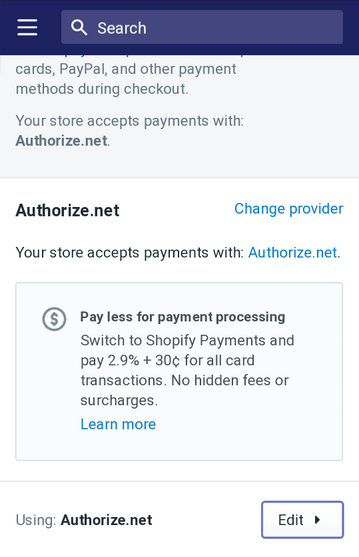 Search
cards, PayPal, and other payment
methods during checkout.
Your store accepts payments with:
Authorize.net.
Authorize.net
Change provider
Your store accepts payments with: Authorize.net.
Pay less for payment processing
Switch to Shopify Payments and
pay 2.9% + 30¢ for all card
transactions. No hidden fees or
surcharges.
Learn more
Using: Authorize.net
Edit